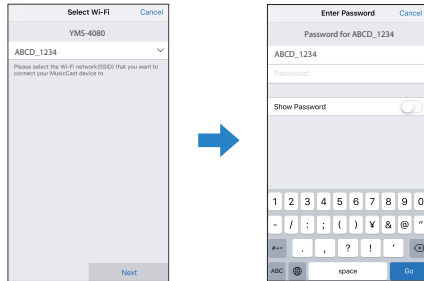 Select Wi-Fi Cancel
YMS-4080
ABCD_1234
Please select the Wi-Fi network(SSID) that you want to
connect your MusicCast device to
Next
Enter Password Cancel
Password for ABCD_1234
ABCD_1234
Password
Show Password
1 2 3 4 5 6 7 8 9 0
- / : ; ( ) ¥ & @ "
#+= . , ? ! '
ABC space Go